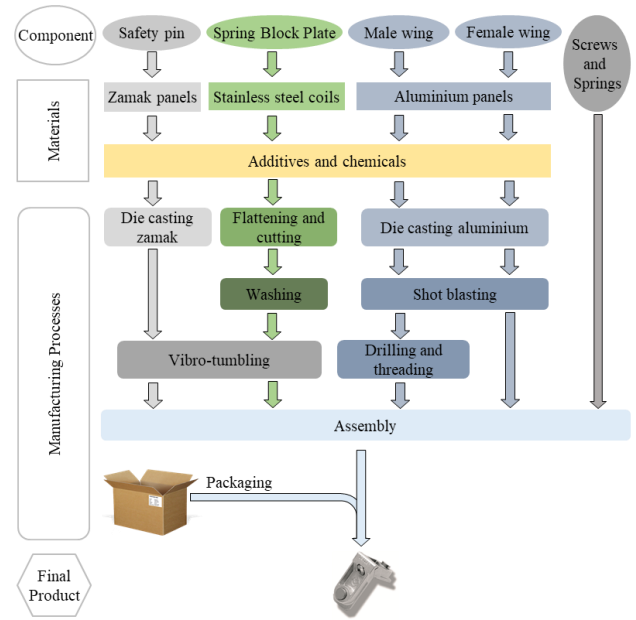 Component
Safety pin
Spring Block Plate
Male wing
Female wing
Screws
and
Springs
Materials
Zamak panels
Stainless steel coils
Aluminium panels
Additives and chemicals
Manufacturing Processes
Die casting
zamak
Flattening and
cutting
Die casting aluminium
Washing
Shot blasting
Vibro-tumbling
Drilling and
threading
Assembly
Packaging
Final
Product